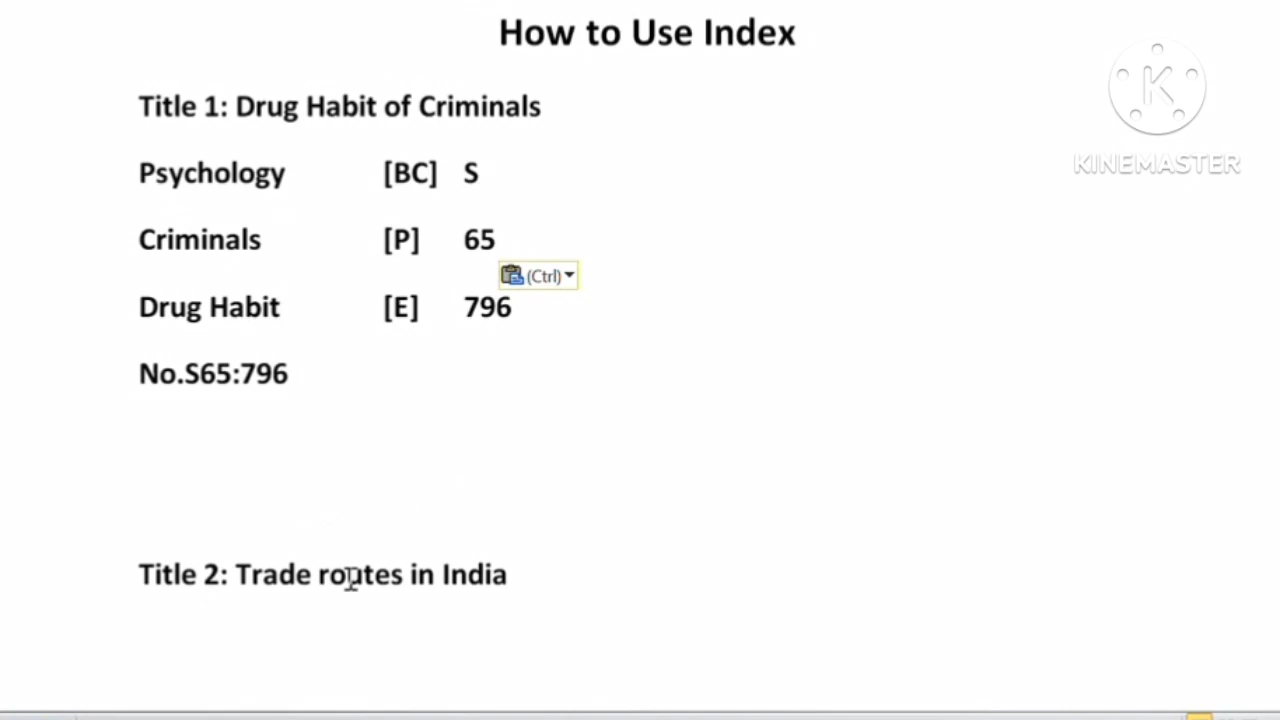 How to Use Index
K
KINEMASTER
Title 1: Drug Habit of Criminals
Psychology [BC] S
Criminals [P] 65
(Ctrl)
Drug Habit [E] 796
No.S65:796
Title 2: Trade routes in India